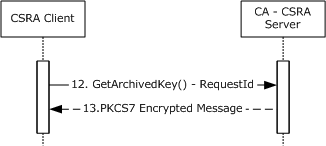 CSRA Client
CA - CSRA
Server
12. GetArchivedKey() - RequestId
13.PKCS7 Encrypted Message